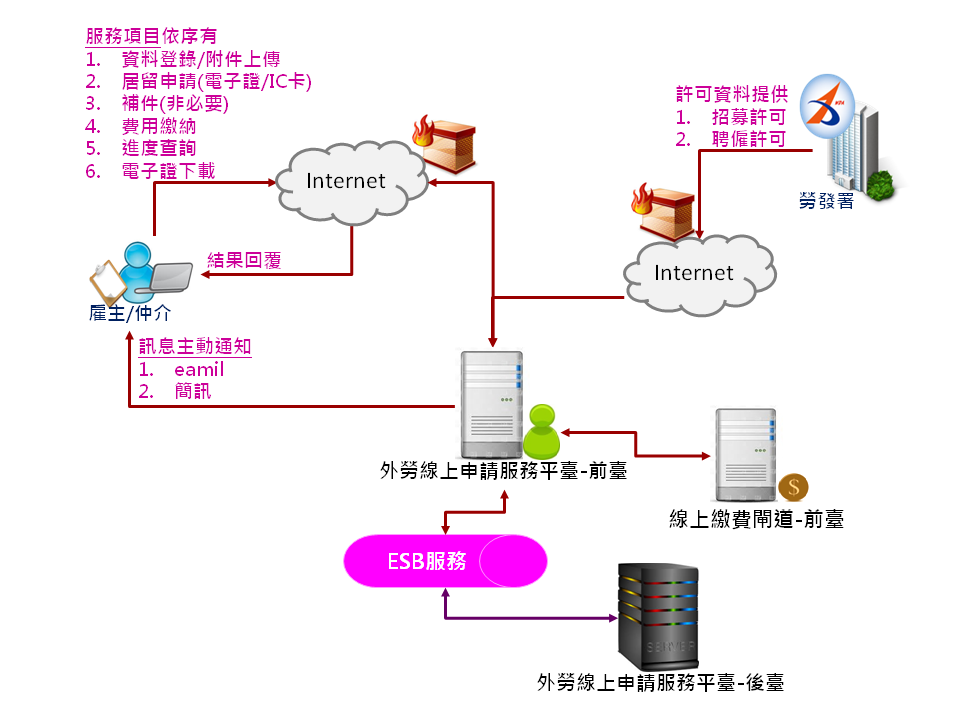 服務項目依序有
1. 資料登錄/附件上傳
2. 居留申請(電子證/IC卡)
3. 補件(非必要)
4. 費用繳納
5. 進度查詢
6. 電子證下載
Internet
許可資料提供
1. 招募許可
2. 聘僱許可
勞發署
Internet
結果回覆
雇主/仲介
訊息主動通知
1. eamil
2. 簡訊
外勞線上申請服務平臺-前臺
線上繳費閘道-前臺
ESB服務
SERVER
外勞線上申請服務平臺-後臺